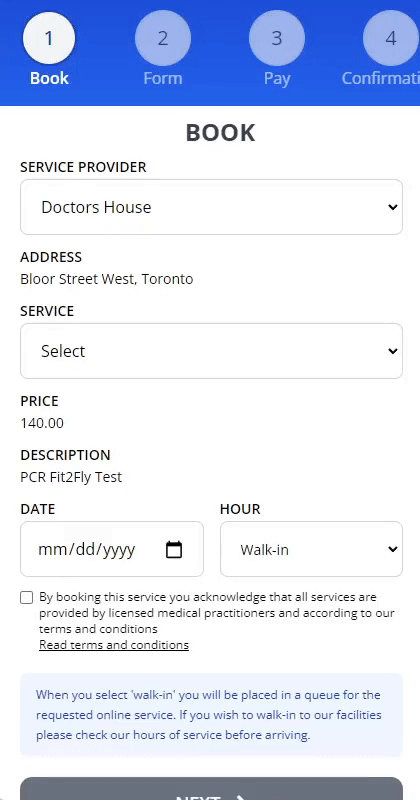 1 2 3 4
Book Form Pay Confirmati
BOOK
SERVICE PROVIDER
Doctors House
ADDRESS
Bloor Street West, Toronto
SERVICE
Select
PRICE
140.00
DESCRIPTION
PCR Fit2Fly Test
DATE HOUR
mm/dd/yyyy Walk-in
By booking this service you acknowledge that all services are
provided by licensed medical practitioners and according to our
terms and conditions
Read terms and conditions
When you select 'walk-in' you will be placed in a queue for the
requested online service. If you wish to walk-in to our facilities
please check our hours of service before arriving.
NEXT